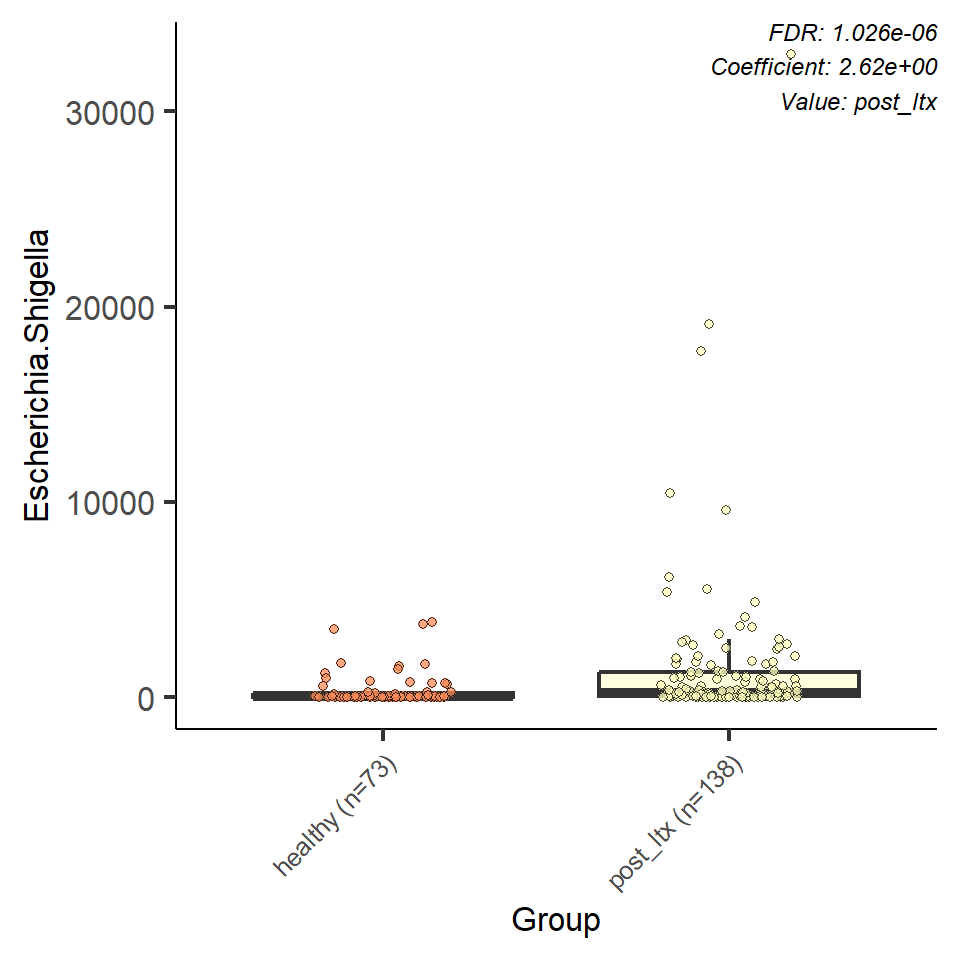 FDR: 1.026e-06
Coefficient: 2.62e+00
Value: post_ltx
30000
20000
10000
0
Escherichia.Shigella
healthy (n=73)
post_ltx (n=138)
Group